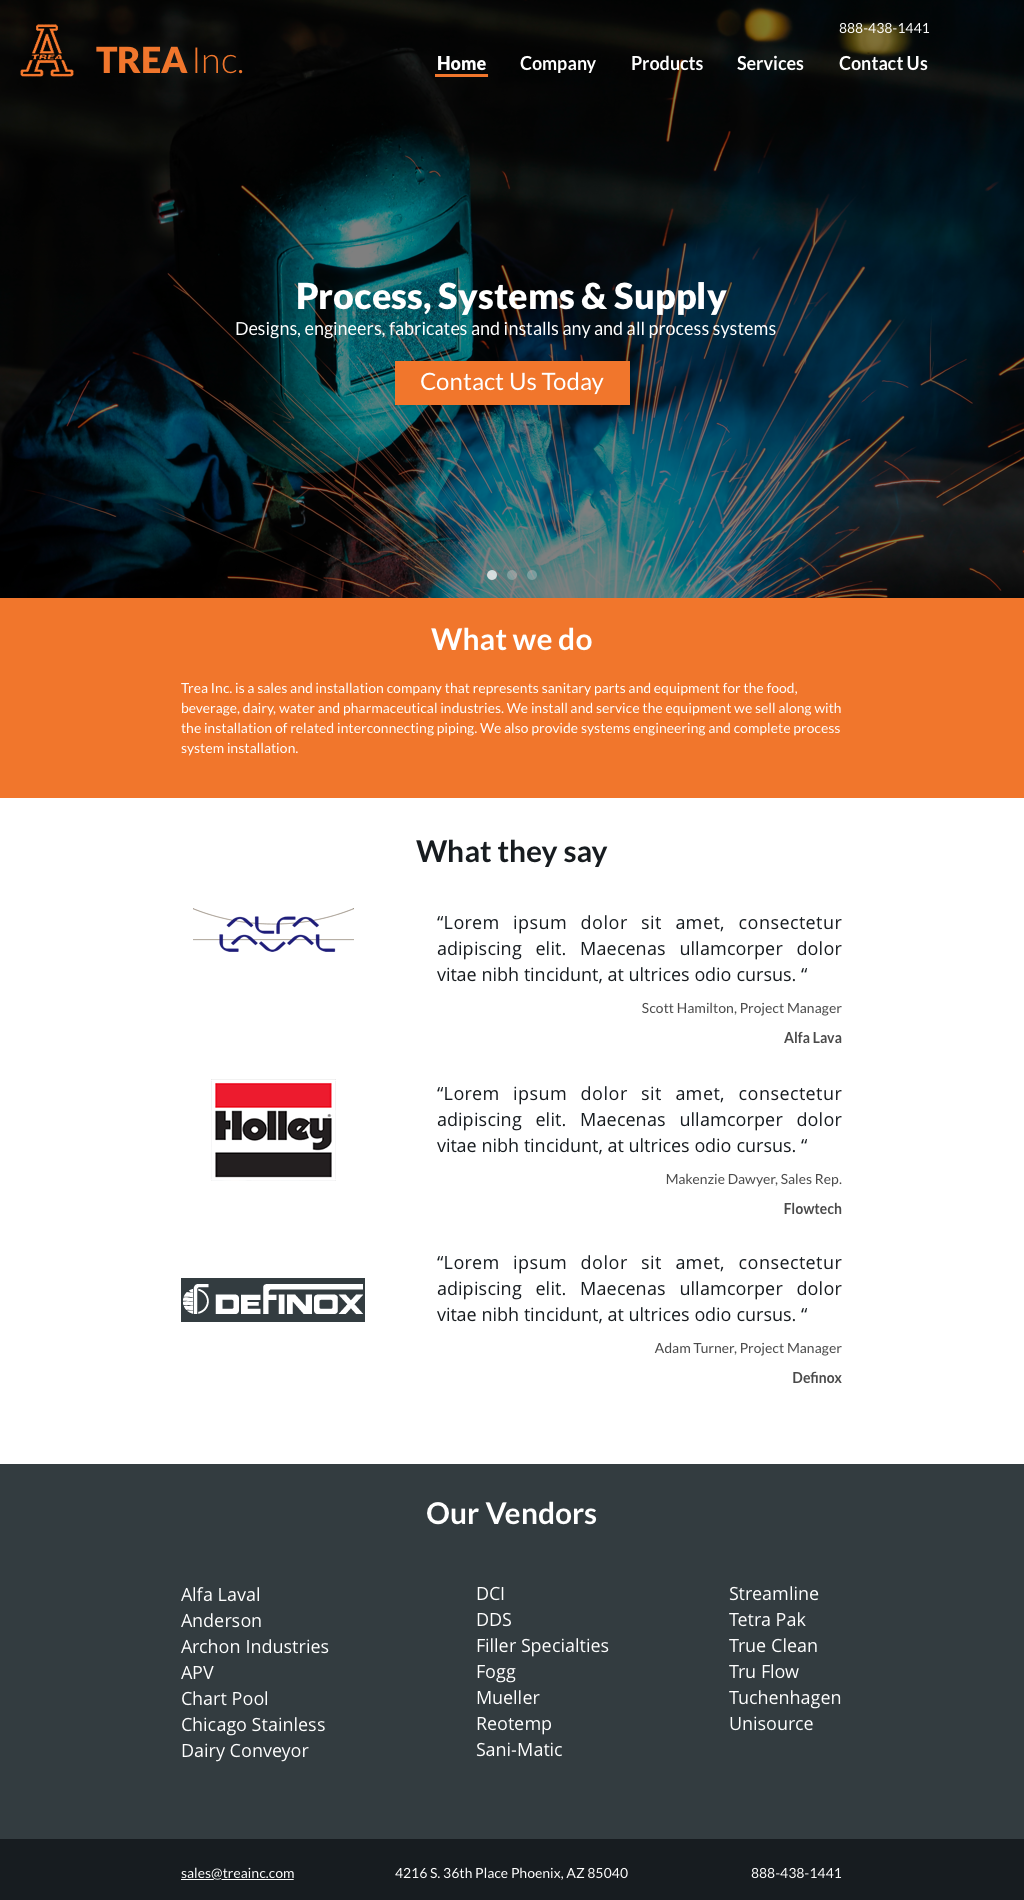 888-438-1441
TREA
TREA Inc.
Home Company Products Services Contact Us
Process, Systems & Supply
Designs, engineers, fabricates and installs any and all process systems
Contact Us Today
What we do
Trea Inc. is a sales and installation company that represents sanitary parts and equipment for the food,
beverage, dairy, water and pharmaceutical industries. We install and service the equipment we sell along with
the installation of related interconnecting piping. We also provide systems engineering and complete process
system installation.
What they say
ALFA
LAVAL
“Lorem ipsum dolor sit amet, consectetur
adipiscing elit. Maecenas ullamcorper dolor
vitae nibh tincidunt, at ultrices odio cursus. “
Scott Hamilton, Project Manager
Alfa Lava
Holley
“Lorem ipsum dolor sit amet, consectetur
adipiscing elit. Maecenas ullamcorper dolor
vitae nibh tincidunt, at ultrices odio cursus. “
Makenzie Dawyer, Sales Rep.
Flowtech
DEFINOX
“Lorem ipsum dolor sit amet, consectetur
adipiscing elit. Maecenas ullamcorper dolor
vitae nibh tincidunt, at ultrices odio cursus. “
Adam Turner, Project Manager
Definox
Our Vendors
Alfa Laval
Anderson
Archon Industries
APV
Chart Pool
Chicago Stainless
Dairy Conveyor
DCI
DDS
Filler Specialties
Fogg
Mueller
Reotemp
Sani-Matic
Streamline
Tetra Pak
True Clean
Tru Flow
Tuchenhagen
Unisource
sales@treainc.com 4216 S. 36th Place Phoenix, AZ 85040 888-438-1441